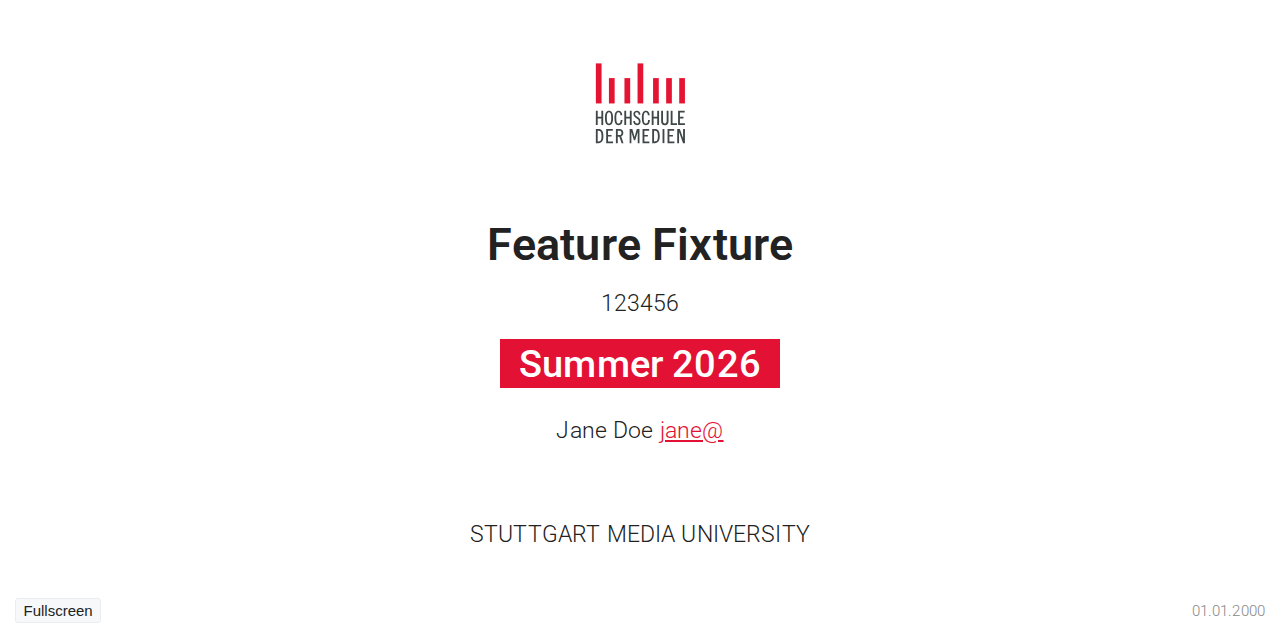 HOCHSCHULE
DER MEDIEN
Feature Fixture
123456
Summer 2026
Jane Doe jane@
STUTTGART MEDIA UNIVERSITY
Fullscreen
01.01.2000